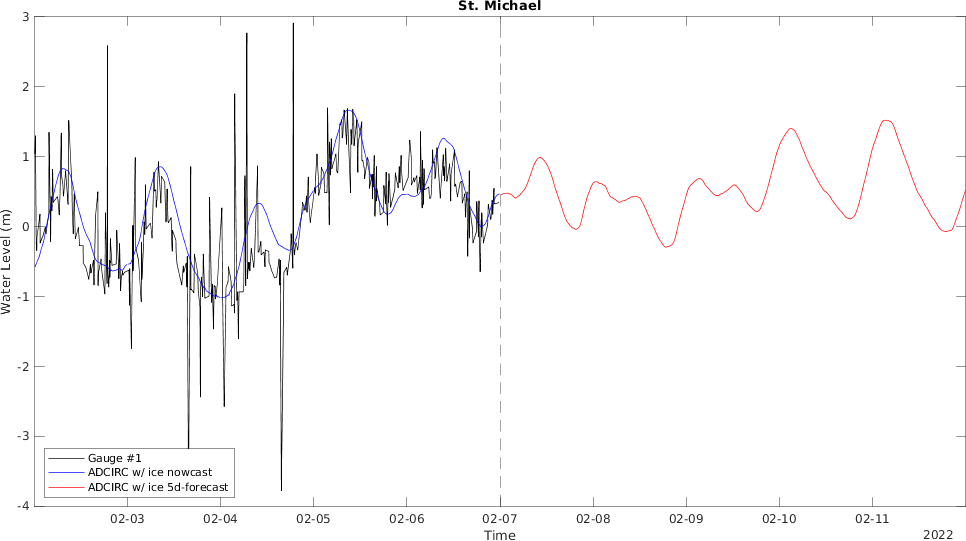 St. Michael
3
2
1
0
-1
-2
-3
-4
Water Level (m)
Gauge #1
ADCIRC w/ ice nowcast
ADCIRC w/ ice 5d-forecast
02-03 02-04 02-05 02-06 02-07 02-08 02-09 02-10 02-11
Time
2022